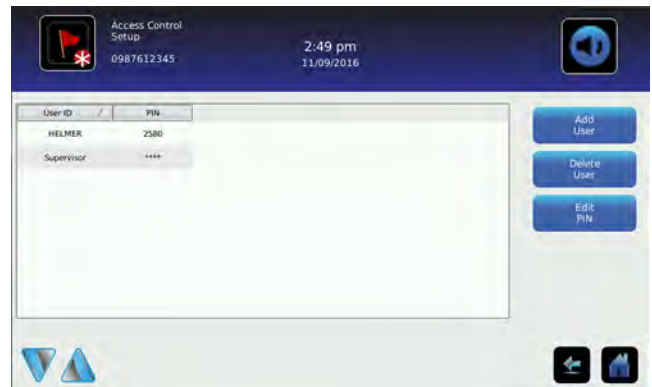 Access Control
Setup
0987612345
2:49 pm
11/09/2016
User ID / PIN
HELMER 2580
Supervisor ****
Add
User
Delete
User
Edit
PIN